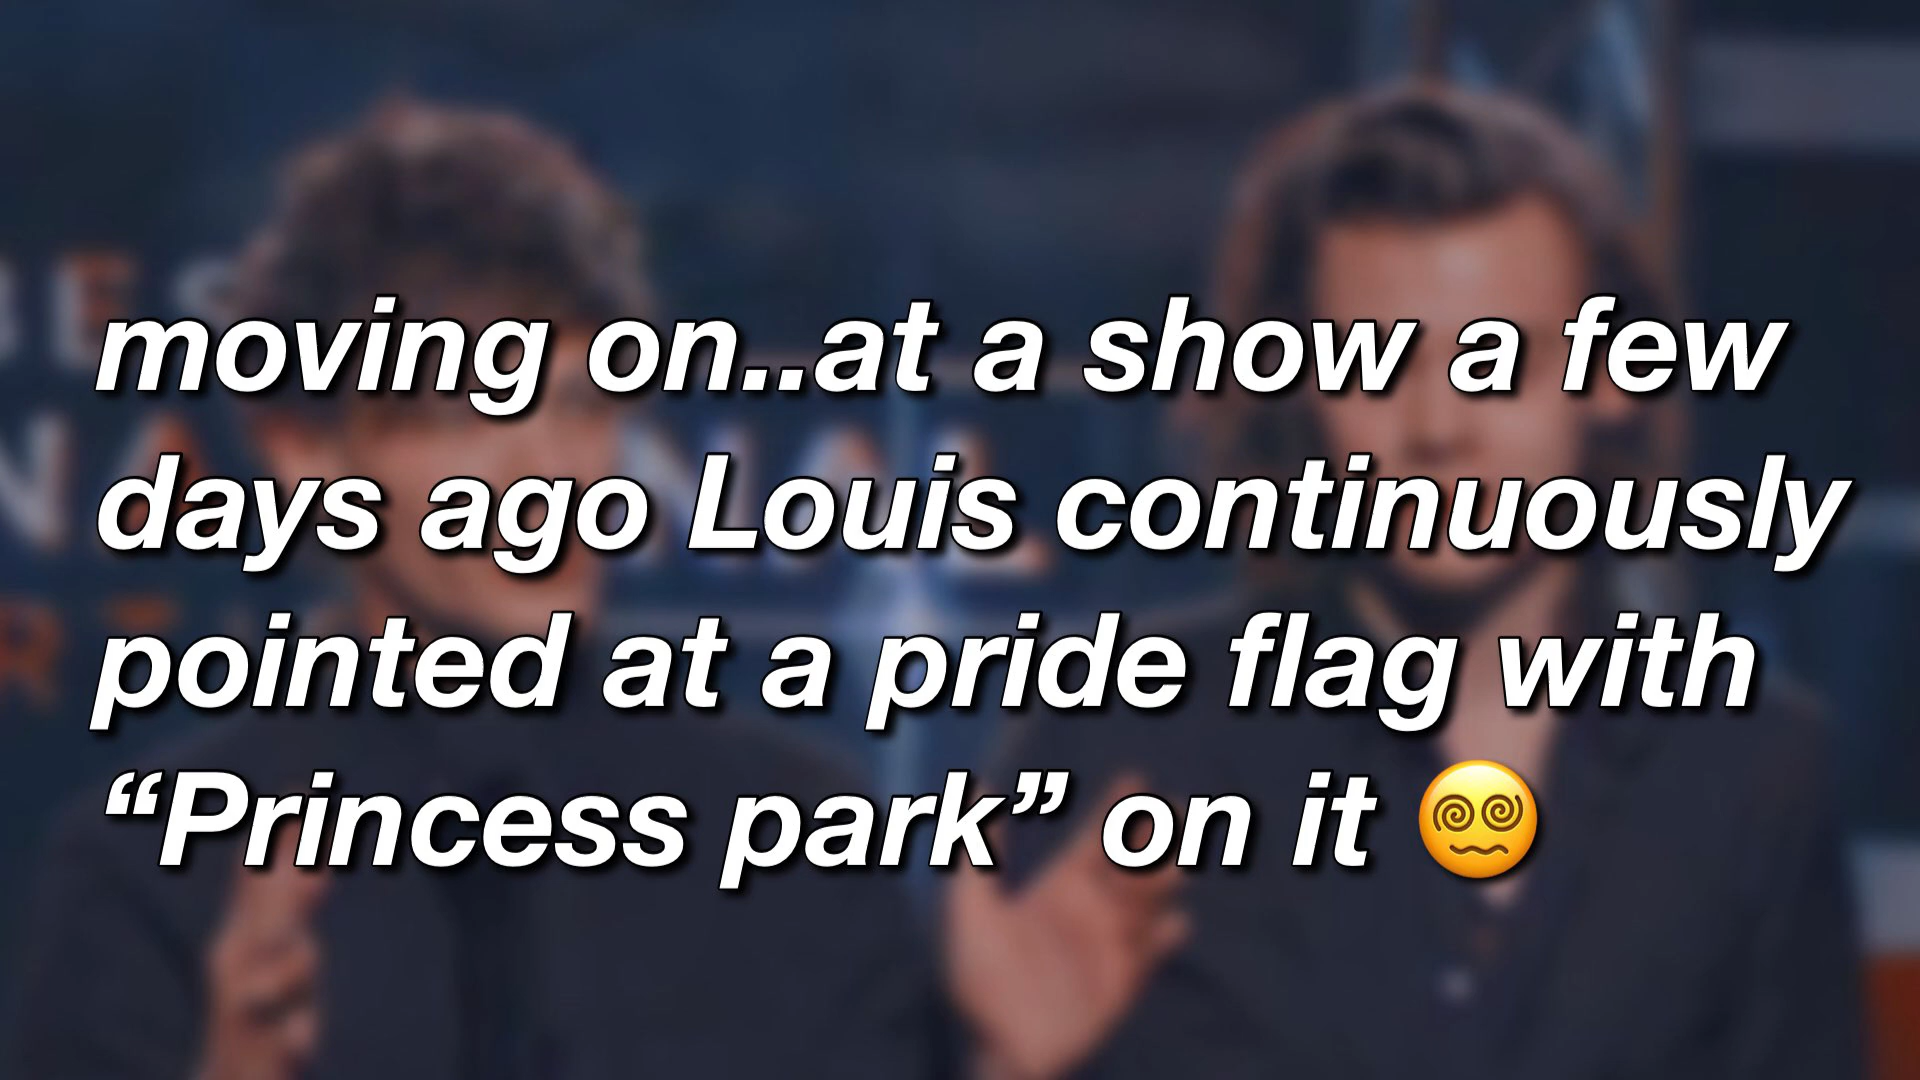 moving on..at a show a few
days ago Louis continuously
pointed at a pride flag with
“Princess park” on it 😵‍💫